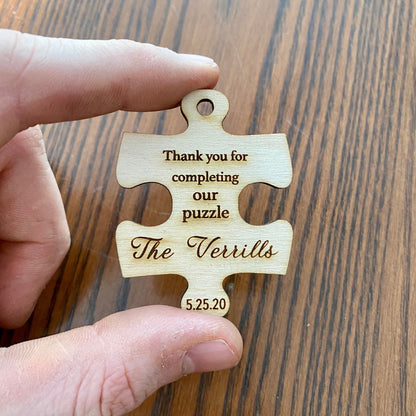 Thank you for
completing
our
puzzle
The Verrills
5.25.20